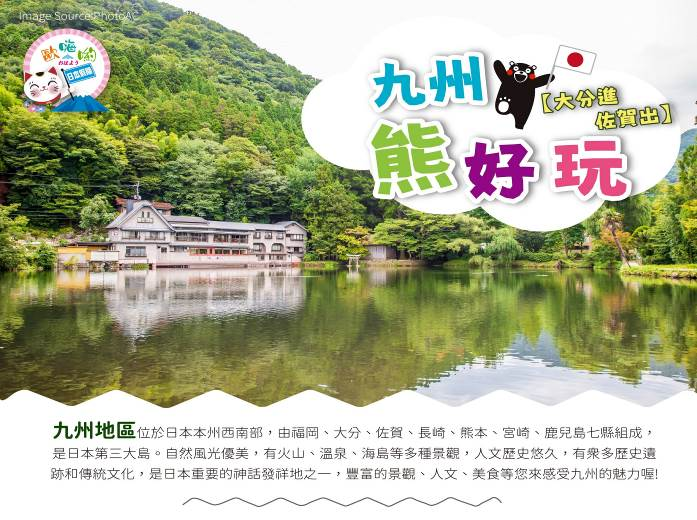 Image Source:PhotoAC
歐嗨喲
おはよう
日本旅遊
九州
熊好玩
【大分進
佐賀出】
九州地區位於日本本州西南部，由福岡、大分、佐賀、長崎、熊本、宮崎、鹿兒島七縣組成，
是日本第三大島。自然風光優美，有火山、溫泉、海島等多種景觀，人文歷史悠久，有眾多歷史遺
跡和傳統文化，是日本重要的神話發祥地之一，豐富的景觀、人文、美食等您來感受九州的魅力喔!